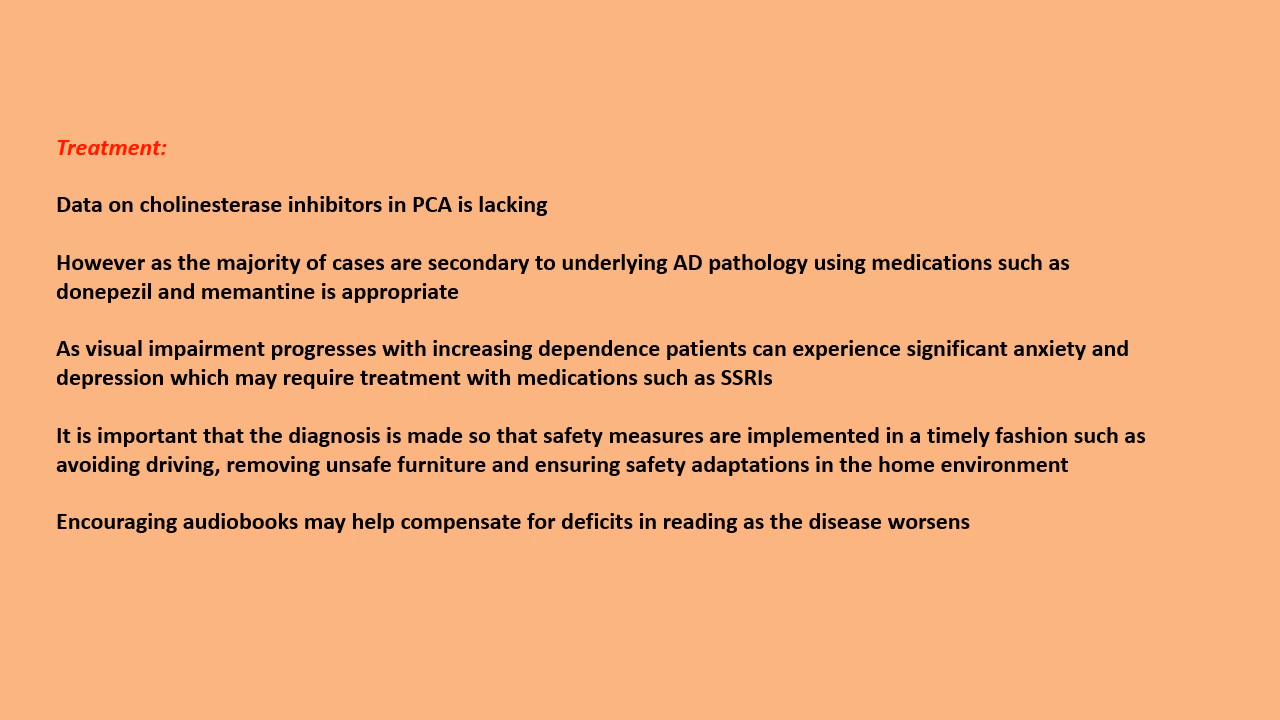 Treatment:
Data on cholinesterase inhibitors in PCA is lacking
However as the majority of cases are secondary to underlying AD pathology using medications such as
donepezil and memantine is appropriate
As visual impairment progresses with increasing dependence patients can experience significant anxiety and
depression which may require treatment with medications such as SSRIs
It is important that the diagnosis is made so that safety measures are implemented in a timely fashion such as
avoiding driving, removing unsafe furniture and ensuring safety adaptations in the home environment
Encouraging audiobooks may help compensate for deficits in reading as the disease worsens